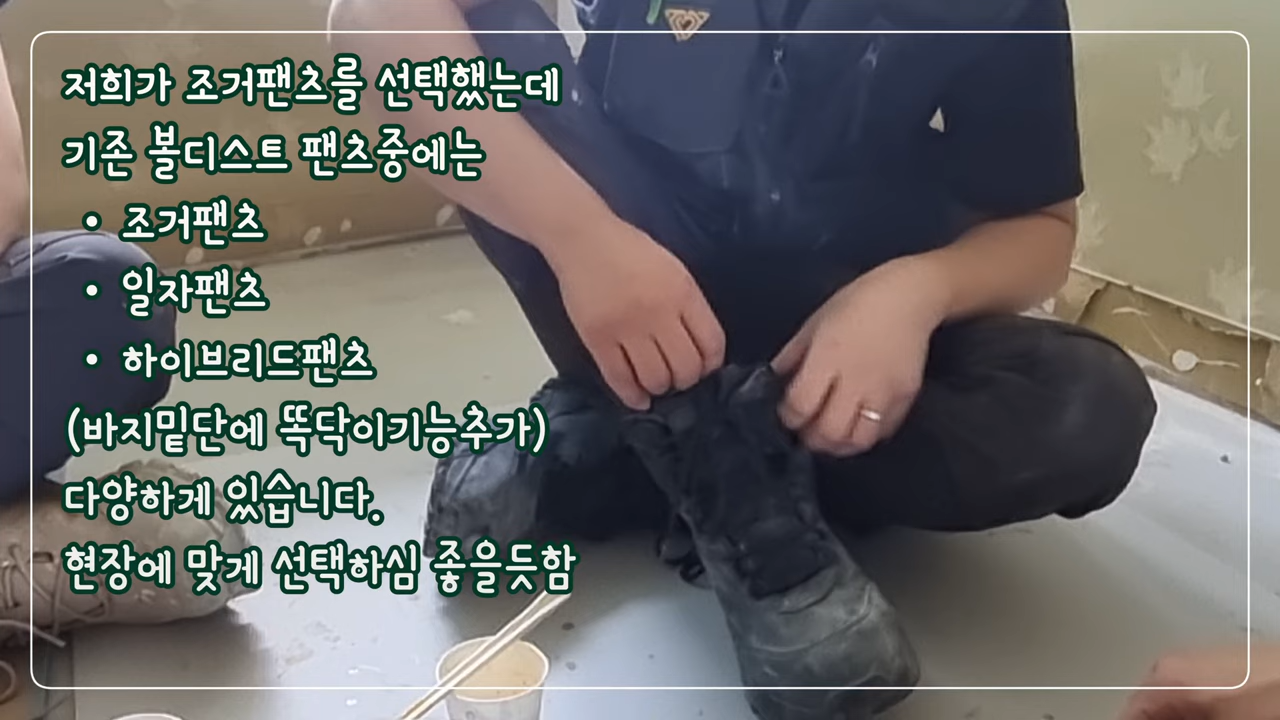 저희가 조거팬츠를 선택했는데
기존 볼디스트 팬츠중에는
• 조거팬츠
• 일자팬츠
• 하이브리드팬츠
(바지밑단에 똑닥이기능추가)
다양하게 있습니다.
현장에 맞게 선택하심 좋을듯함